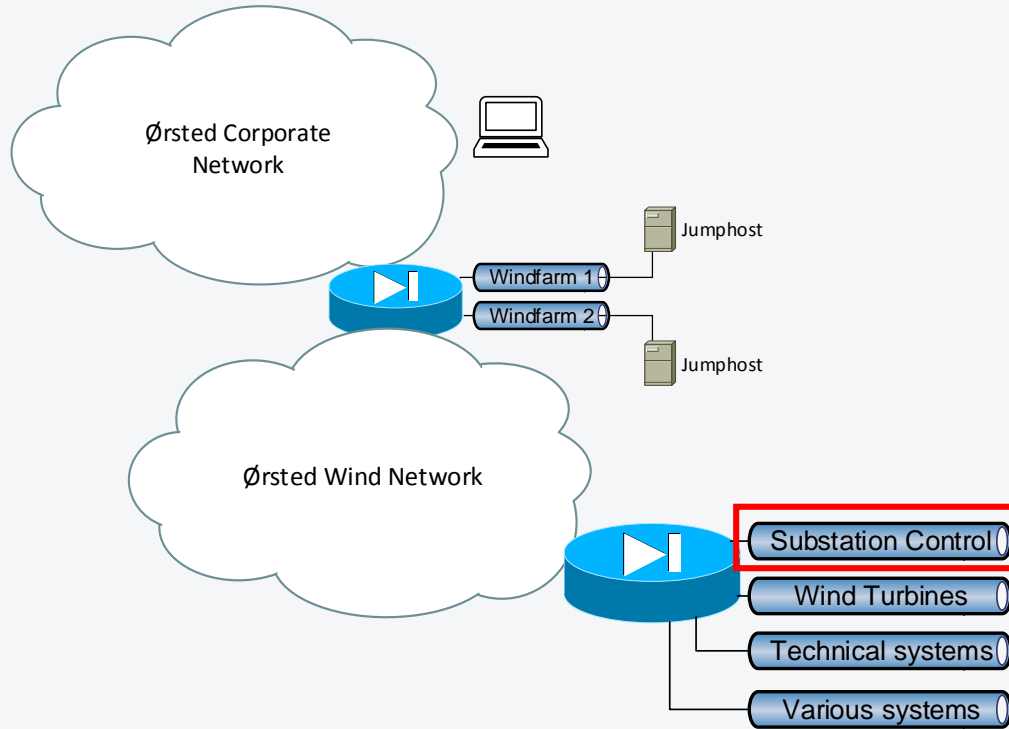 Ørsted Corporate
Network
Jumphost
Windfarm 1
Windfarm 2
Jumphost
Ørsted Wind Network
Substation Control
Wind Turbines
Technical systems
Various systems